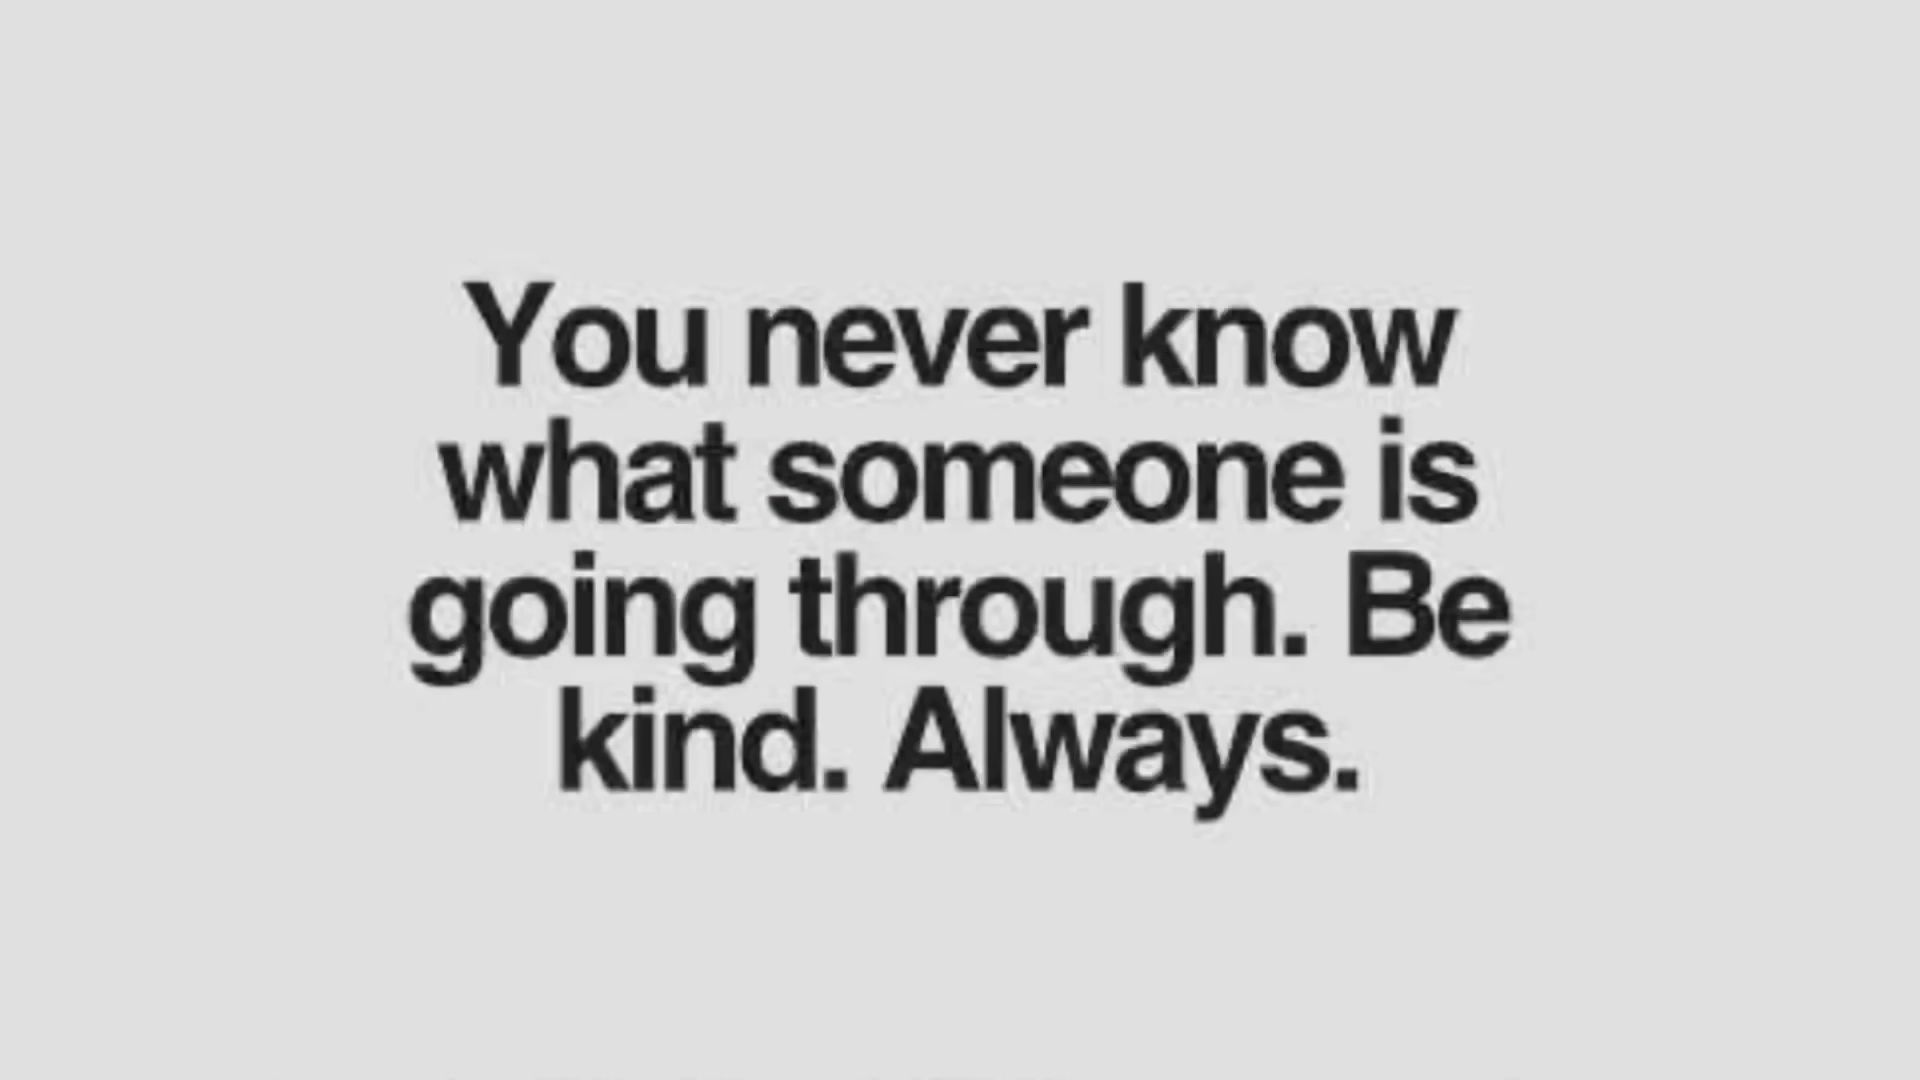 You never know
what someone is
going through. Be
kind. Always.